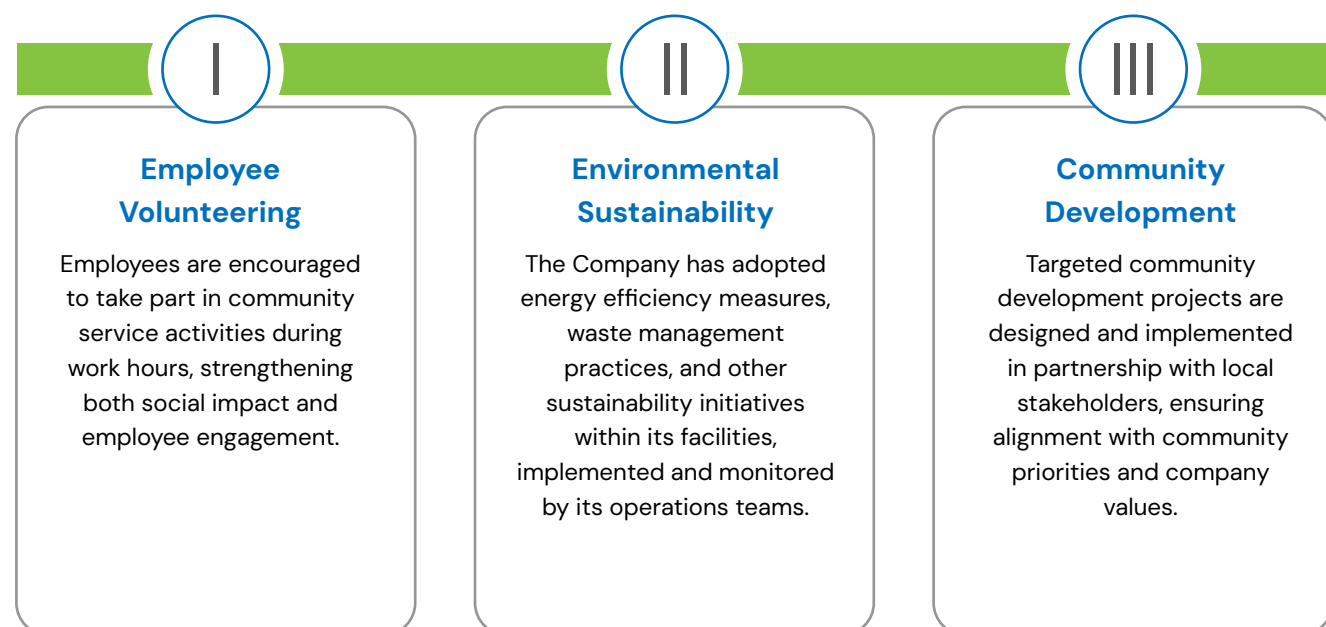 I
Employee
Volunteering
Employees are encouraged
to take part in community
service activities during
work hours, strengthening
both social impact and
employee engagement.
II
Environmental
Sustainability
The Company has adopted
energy efficiency measures,
waste management
practices, and other
sustainability initiatives
within its facilities,
implemented and monitored
by its operations teams.
III
Community
Development
Targeted community
development projects are
designed and implemented
in partnership with local
stakeholders, ensuring
alignment with community
priorities and company
values.